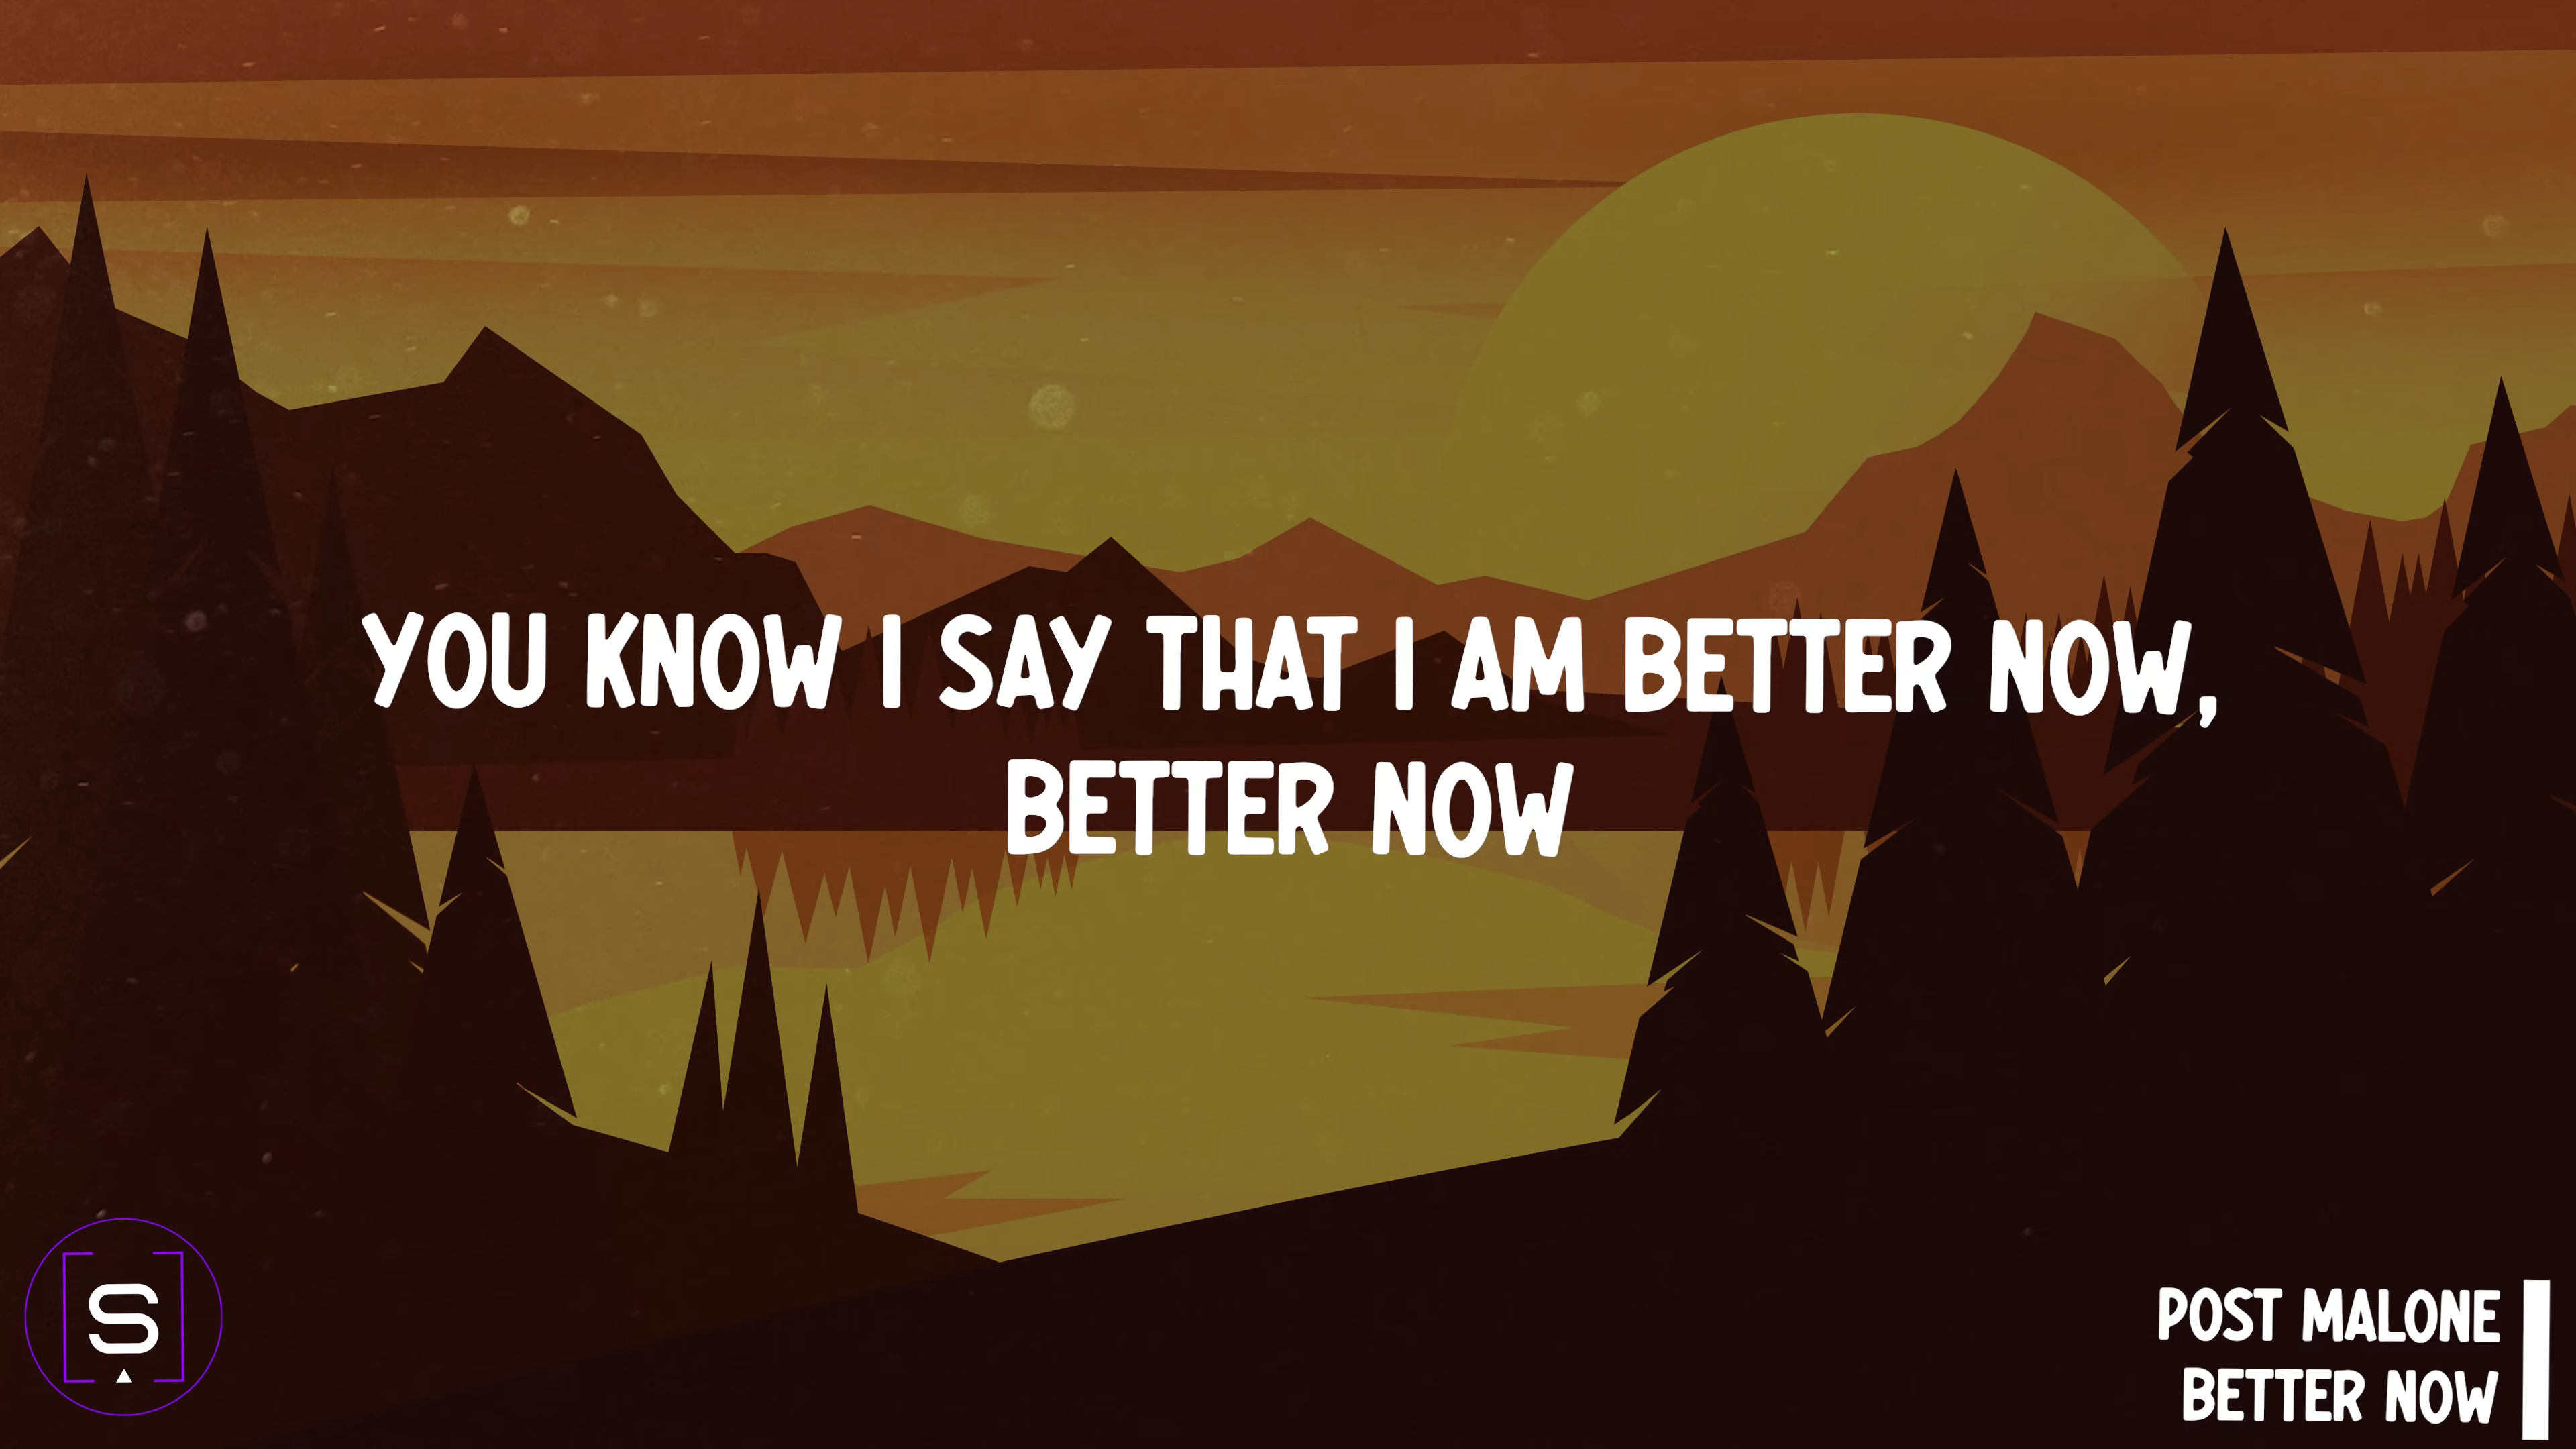 YOU KNOW I SAY THAT I AM BETTER NOW,
BETTER NOW
S
POST MALONE
BETTER NOW